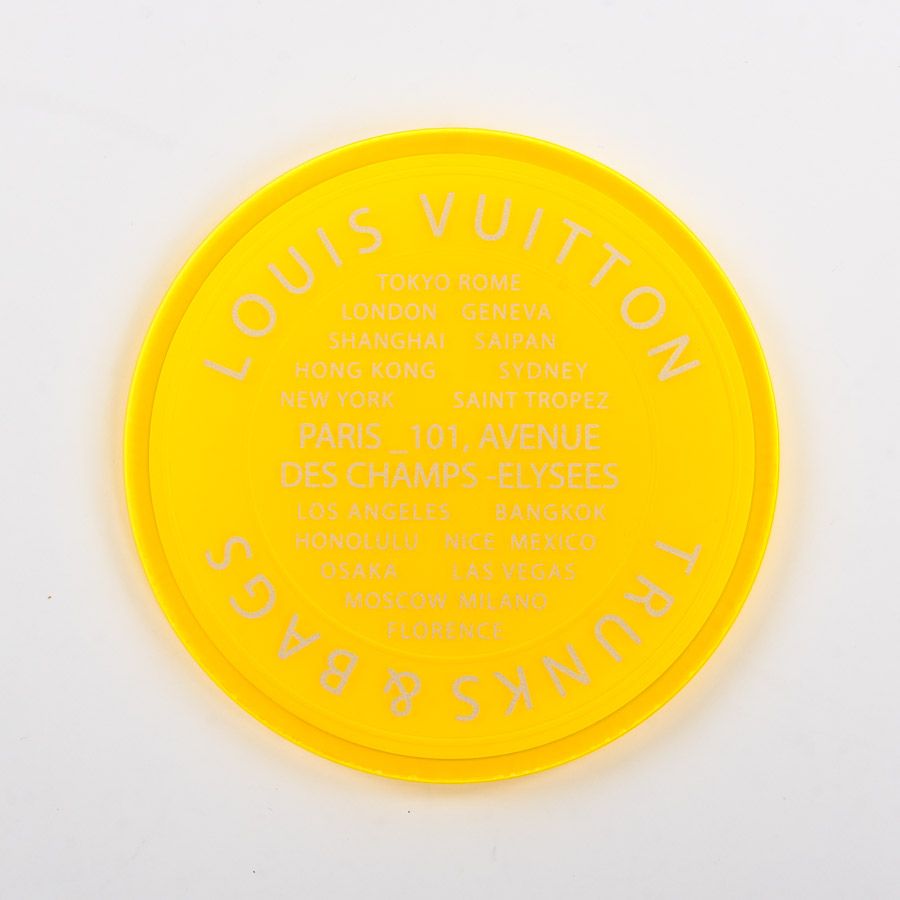 LOUIS VUITTON
TOKYO ROME
LONDON GENEVA
SHANGHAI SAIPAN
HONG KONG SYDNEY
NEW YORK SAINT TROPEZ
PARIS _101, AVENUE
DES CHAMPS -ELYSEES
LOS ANGELES BANGKOK
HONOLULU NICE MEXICO
OSAKA LAS VEGAS
MOSCOW MILANO
FLORENCE
TRUNKS & BAGS